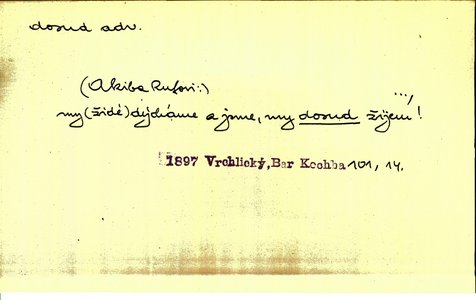 dosud adv.
(Akiba Rufovi:) ...,
my (židé) dýcháme a jsme, my dosud žijem!
1897 Vrchlický, Bar Kochba 101, 14.